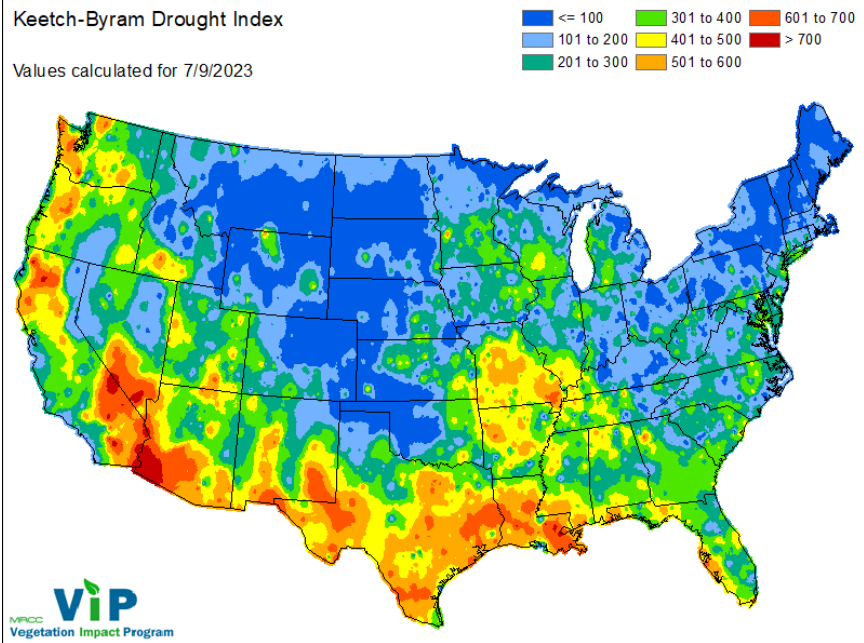 Keetch-Byram Drought Index
Values calculated for 7/9/2023
<= 100
101 to 200
201 to 300
301 to 400
401 to 500
501 to 600
601 to 700
> 700
MRCC ViP
Vegetation Impact Program